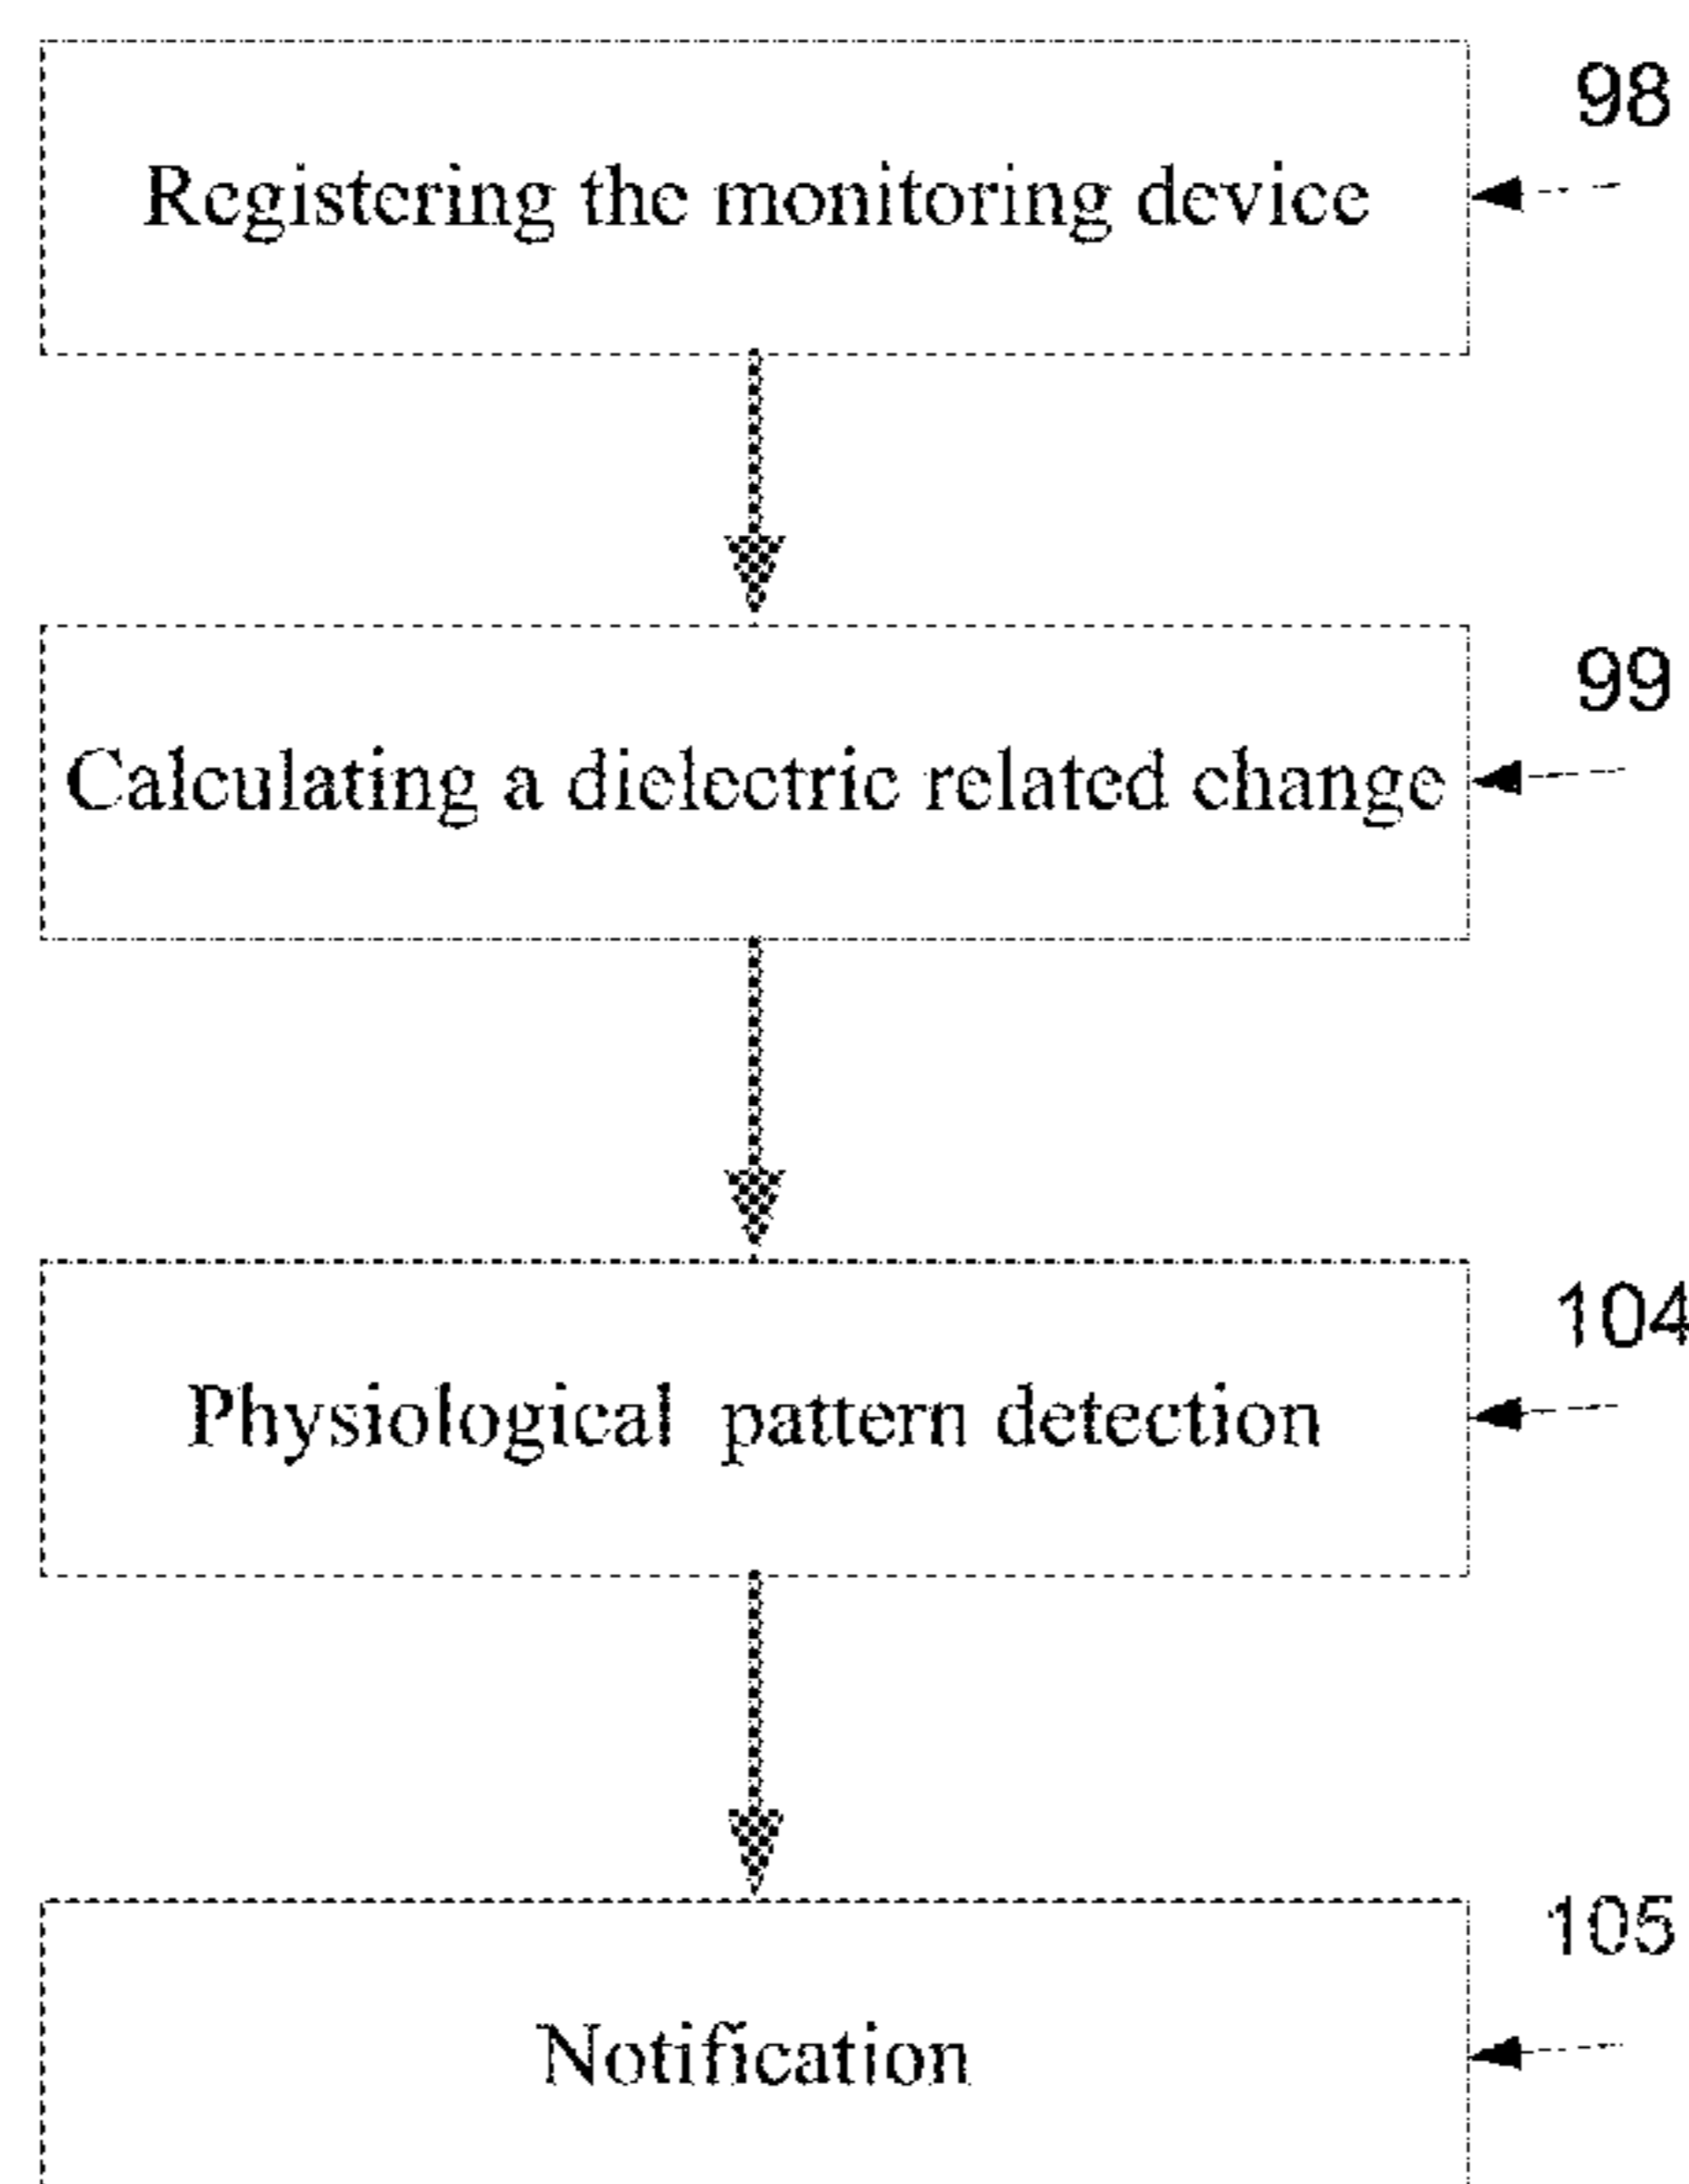 98
Registering the monitoring device
99
Calculating a dielectric related change
104
Physiological pattern detection
105
Notification